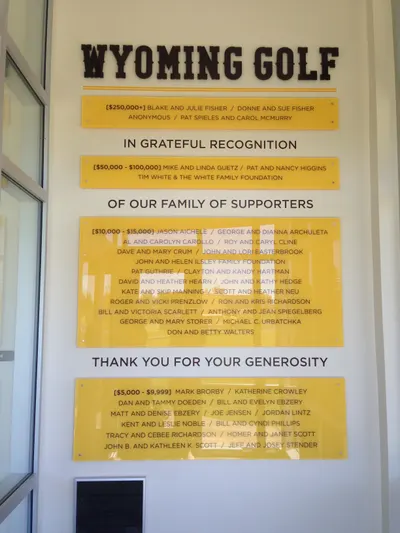 WYOMING GOLF
[$250,000+] BLAKE AND JULIE FISHER / DONNE AND SUE FISHER
ANONYMOUS / PAT SPIELES AND CAROL MCMURRY
IN GRATEFUL RECOGNITION
[$50,000 - $100,000] MIKE AND LINDA GUETZ / PAT AND NANCY HIGGINS
TIM WHITE & THE WHITE FAMILY FOUNDATION
OF OUR FAMILY OF SUPPORTERS
[$10,000 - $15,000] JASON AICHELE / GEORGE AND DIANNA ARCHULETA
AL AND CAROLYN CAROLLO / ROY AND CARYL CLINE
DAVE AND MARY CRUM / JOHN AND LORI EASTERBROOK
JOHN AND HELEN ILSLEY FAMILY FOUNDATION
PAT GUTHRIE / CLAYTON AND KANDY HARTMAN
DAVID AND HEATHER HEARN / JOHN AND KATHY HEDGE
KATE AND SKIP MANNING / SCOTT AND HEATHER NEU
ROGER AND VICKI PRENZLOW / RON AND KRIS RICHARDSON
BILL AND VICTORIA SCARLETT / ANTHONY AND JEAN SPIEGELBERG
GEORGE AND MARY STORER / MICHAEL C. URBATCHKA
DON AND BETTY WALTERS
THANK YOU FOR YOUR GENEROSITY
[$5,000 - $9,999] MARK BRORBY / KATHERINE CROWLEY
DAN AND TAMMY DOEDEN / BILL AND EVELYN EBZERY
MATT AND DENISE EBZERY / JOE JENSEN / JORDAN LINTZ
KENT AND LESLIE NOBLE / BILL AND CYNDI PHILLIPS
TRACY AND CEBEE RICHARDSON / HOMER AND JANET SCOTT
JOHN B. AND KATHLEEN K. SCOTT / JEFF AND JOSEY STENDER